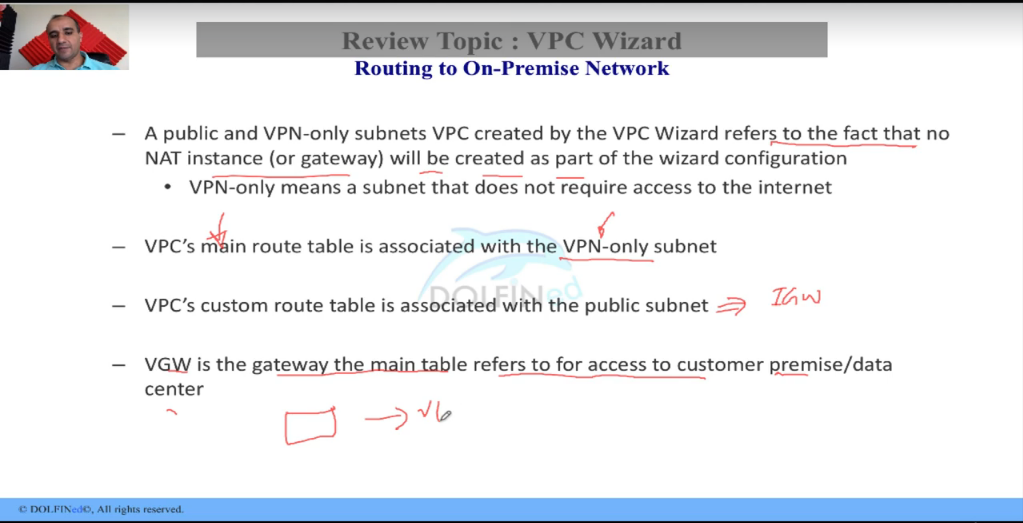 Review Topic : VPC Wizard
Routing to On-Premise Network
– A public and VPN-only subnets VPC created by the VPC Wizard refers to the fact that no
NAT instance (or gateway) will be created as part of the wizard configuration
• VPN-only means a subnet that does not require access to the internet
– VPC's main route table is associated with the VPN-only subnet
DOLFINed
– VPC's custom route table is associated with the public subnet ⇒ IGW
– VGW is the gateway the main table refers to for access to customer premise/data
center
→ V
© DOLFINed©, All rights reserved.